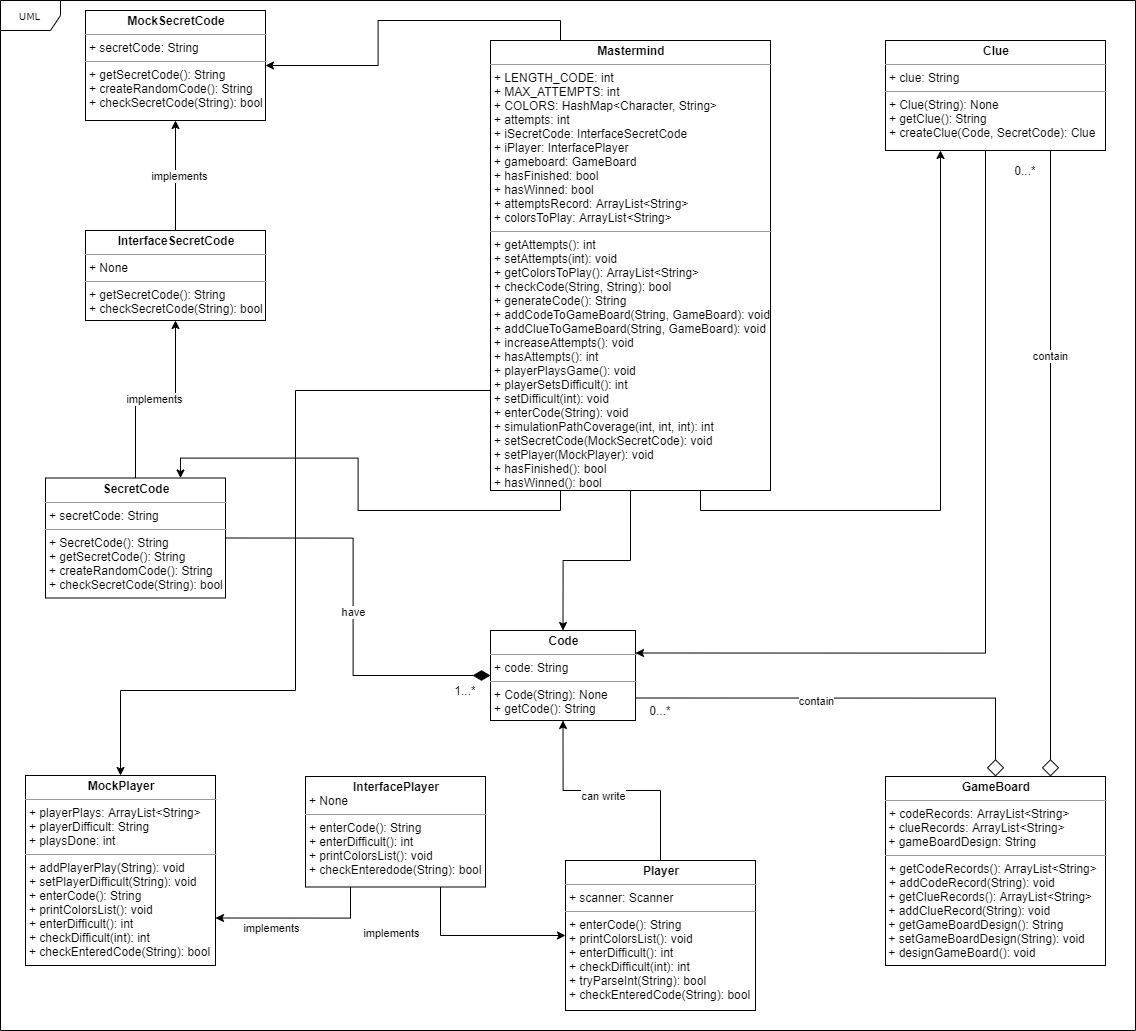 UML
MockSecretCode
+ secretCode: String
+ getSecretCode(): String
+ createRandomCode(): String
+ checkSecretCode(String): bool
implements
InterfaceSecretCode
+ None
+ getSecretCode(): String
+ checkSecretCode(String): bool
implements
SecretCode
+ secretCode: String
+ SecretCode(): String
+ getSecretCode(): String
+ createRandomCode(): String
+ checkSecretCode(String): bool
Mastermind
+ LENGTH_CODE: int
+ MAX_ATTEMPTS: int
+ COLORS: HashMap<Character, String>
+ attempts: int
+ iSecretCode: InterfaceSecretCode
+ iPlayer: InterfacePlayer
+ gameboard: GameBoard
+ hasFinished: bool
+ hasWinned: bool
+ attemptsRecord: ArrayList<String>
+ colorsToPlay: ArrayList<String>
+ getAttempts(): int
+ setAttempts(int): void
+ getColorsToPlay(): ArrayList<String>
+ checkCode(String, String): bool
+ generateCode(): String
+ addCodeToGameBoard(String, GameBoard): void
+ addClueToGameBoard(String, GameBoard): void
+ increaseAttempts(): void
+ hasAttempts(): int
+ playerPlaysGame(): void
+ playerSetsDifficult(): int
+ setDifficult(int): void
+ enterCode(String): void
+ simulationPathCoverage(int, int, int): int
+ setSecretCode(MockSecretCode): void
+ setPlayer(MockPlayer): void
+ hasFinished(): bool
+ hasWinned(): bool
Clue
+ clue: String
+ Clue(String): None
+ getClue(): String
+ createClue(Code, SecretCode): Clue
0...*
contain
have
1...*
Code
+ code: String
+ Code(String): None
+ getCode(): String
0...*
contain
can write
MockPlayer
+ playerPlays: ArrayList<String>
+ playerDifficult: String
+ playsDone: int
+ addPlayerPlay(String): void
+ setPlayerDifficult(String): void
+ enterCode(): String
+ printColorsList(): void
+ enterDifficult(): int
+ checkDifficult(int): int
+ checkEnteredCode(String): bool
implements
InterfacePlayer
+ None
+ enterCode(): String
+ enterDifficult(): int
+ printColorsList(): void
+ checkEnteredode(String): bool
implements
Player
+ scanner: Scanner
+ enterCode(): String
+ printColorsList(): void
+ enterDifficult(): int
+ checkDifficult(int): int
+ tryParseInt(String): bool
+ checkEnteredCode(String): bool
GameBoard
+ codeRecords: ArrayList<String>
+ clueRecords: ArrayList<String>
+ gameBoardDesign: String
+ getCodeRecords(): ArrayList<String>
+ addCodeRecord(String): void
+ getClueRecords(): ArrayList<String>
+ addClueRecord(String): void
+ getGameBoardDesign(): String
+ setGameBoardDesign(String): void
+ designGameBoard(): void